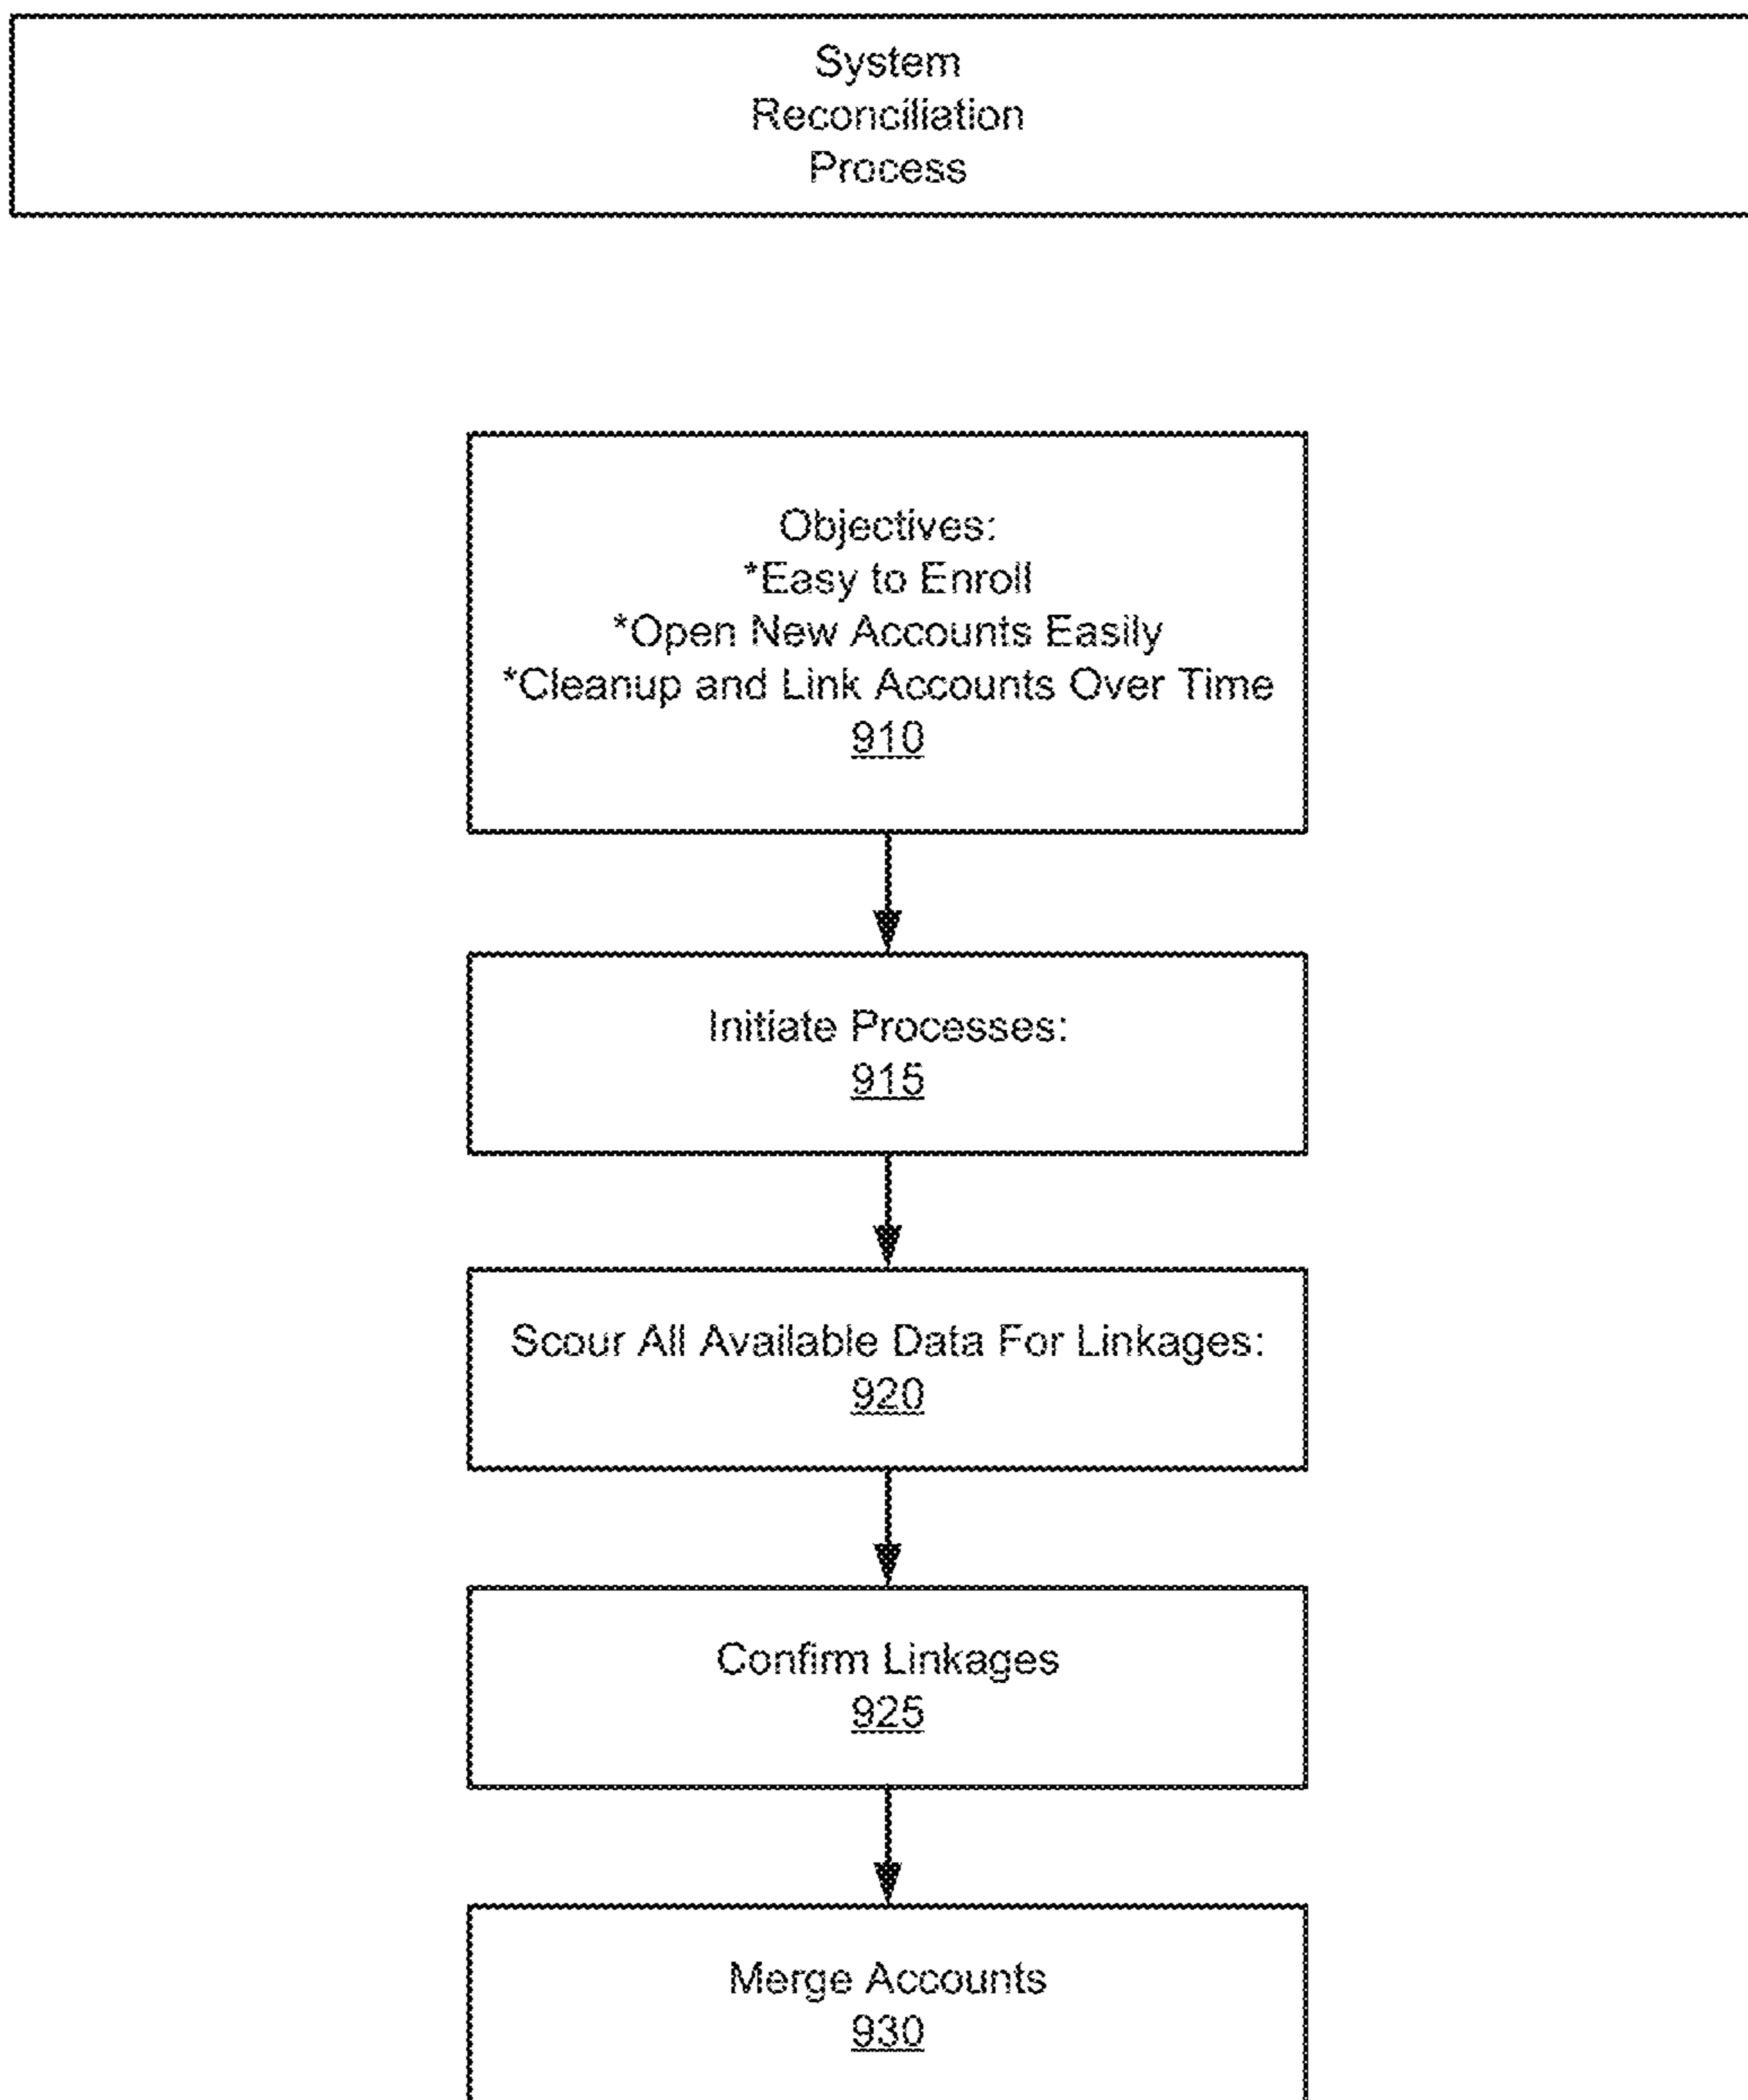 System
Reconciliation
Process
Objectives:
*Easy to Enroll
*Open New Accounts Easily
*Cleanup and Link Accounts Over Time
910
Initiate Processes:
915
Scour All Available Data For Linkages:
920
Confirm Linkages
925
Merge Accounts
930